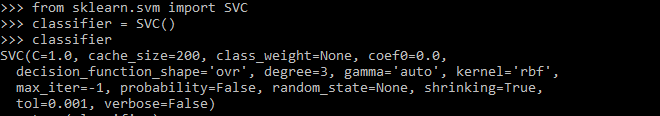 >>> from sklearn.svm import SVC
>>> classifier = SVC()
>>> classifier
SVC(C=1.0, cache_size=200, class_weight=None, coef0=0.0,
  decision_function_shape='ovr', degree=3, gamma='auto', kernel='rbf',
  max_iter=-1, probability=False, random_state=None, shrinking=True,
  tol=0.001, verbose=False)